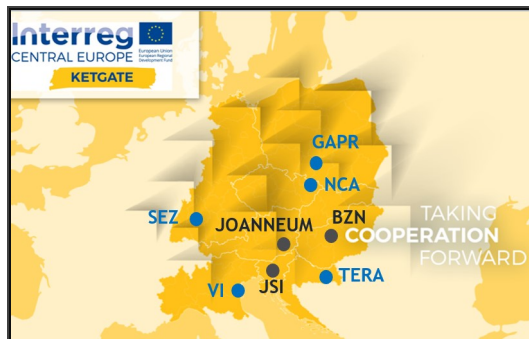 Interreg
CENTRAL EUROPE
European Union
European Regional
Development Fund
KETGATE
GAPR
NCA
SEZ
JOANNEUM
BZN
TAKING
COOPERATION
FORWARD
VI
JSI
TERA